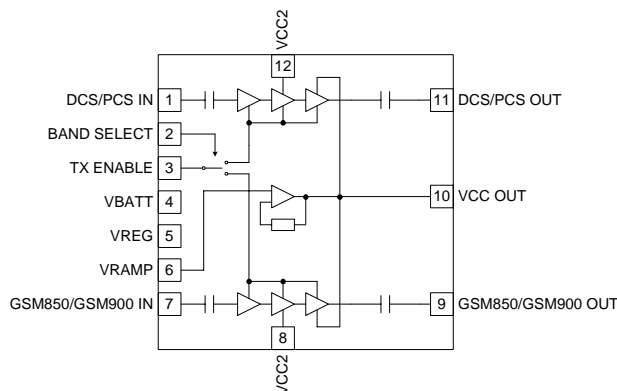 VCC2
12
DCS/PCS IN 1
11 DCS/PCS OUT
BAND SELECT 2
TX ENABLE 3
VBATT 4
10 VCC OUT
VREG 5
VRAMP 6
GSM850/GSM900 IN 7
9 GSM850/GSM900 OUT
8
VCC2